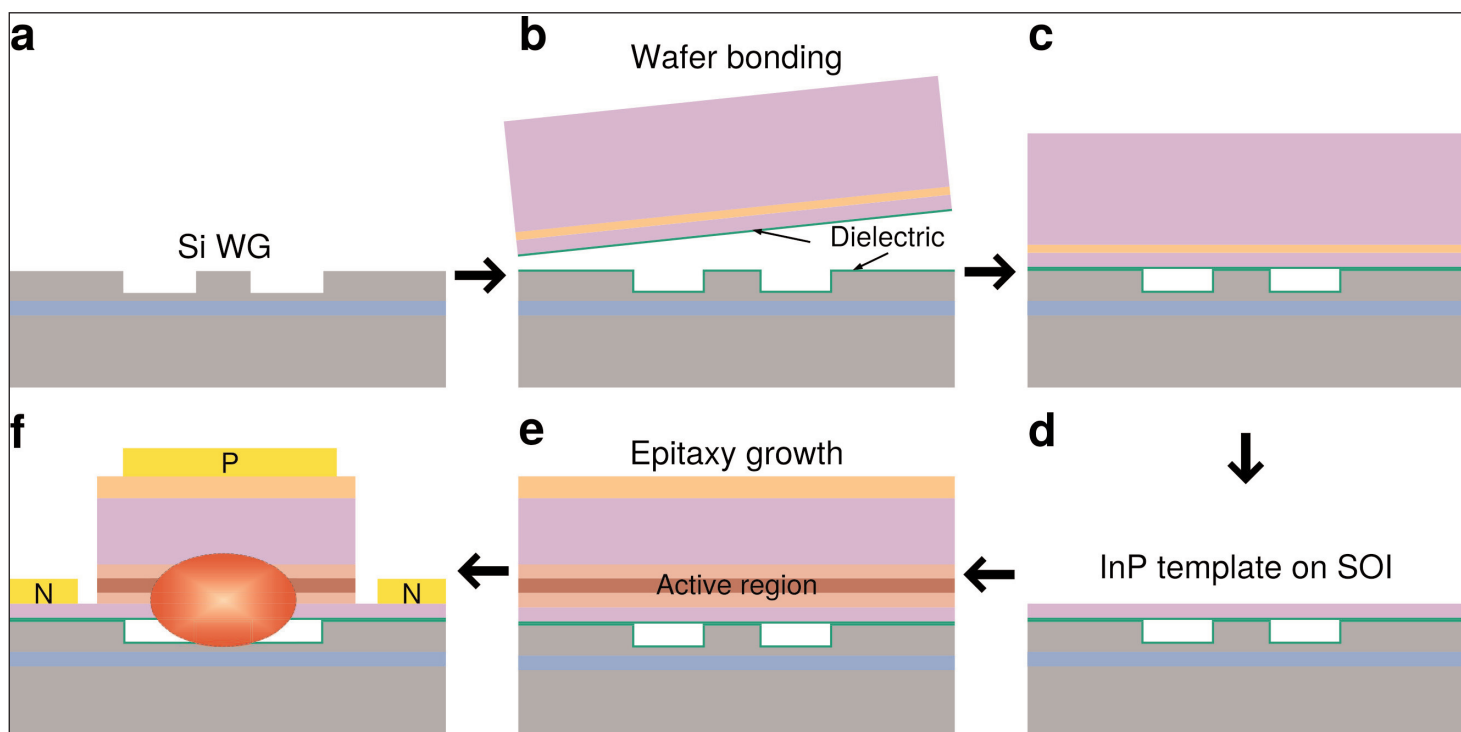 a
Si WG
b
Wafer bonding
Dielectric
c
d
InP template on SOI
e
Epitaxy growth
Active region
f
P
N
N